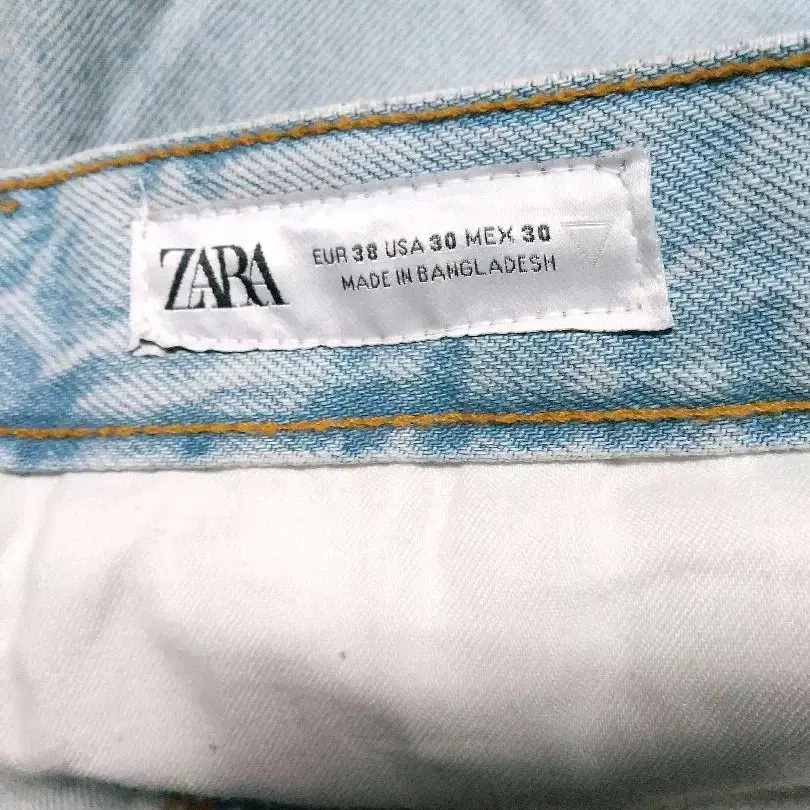 ZARA
EUR 38 USA 30 MEX 30
MADE IN BANGLADESH